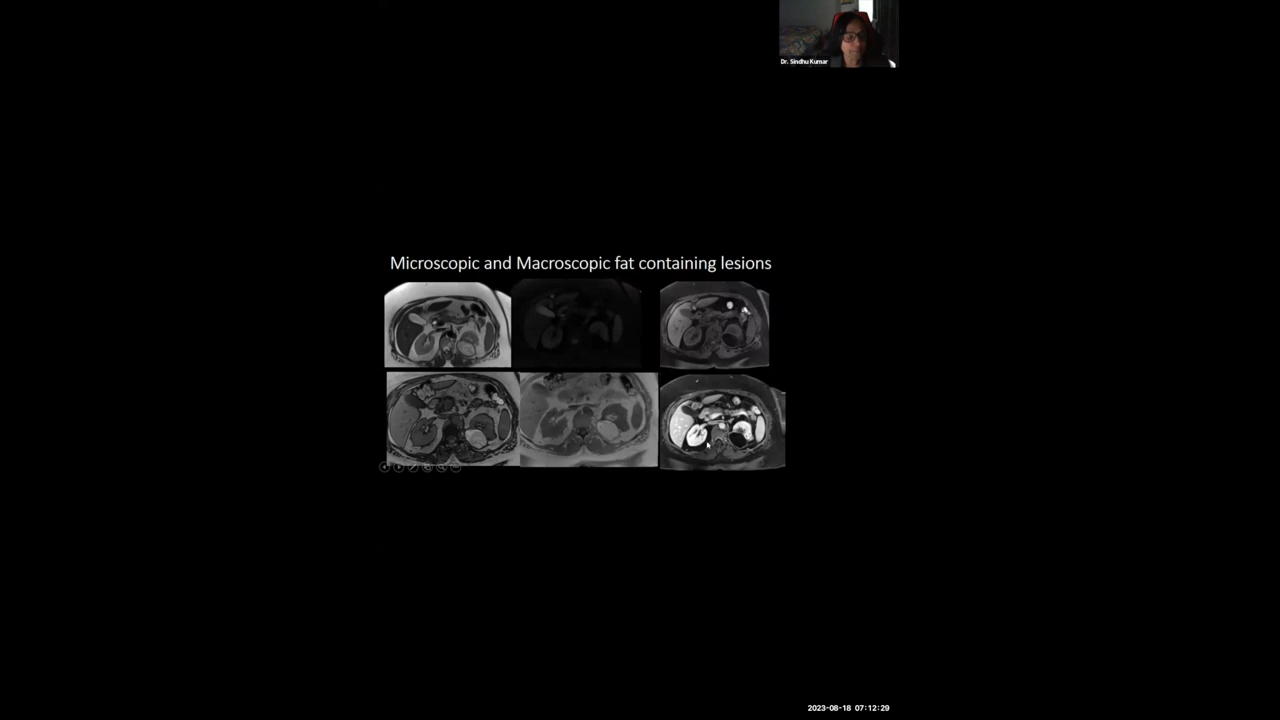 Dr. Sindhu Kumar
Microscopic and Macroscopic fat containing lesions
2023-08-18 07:12:29